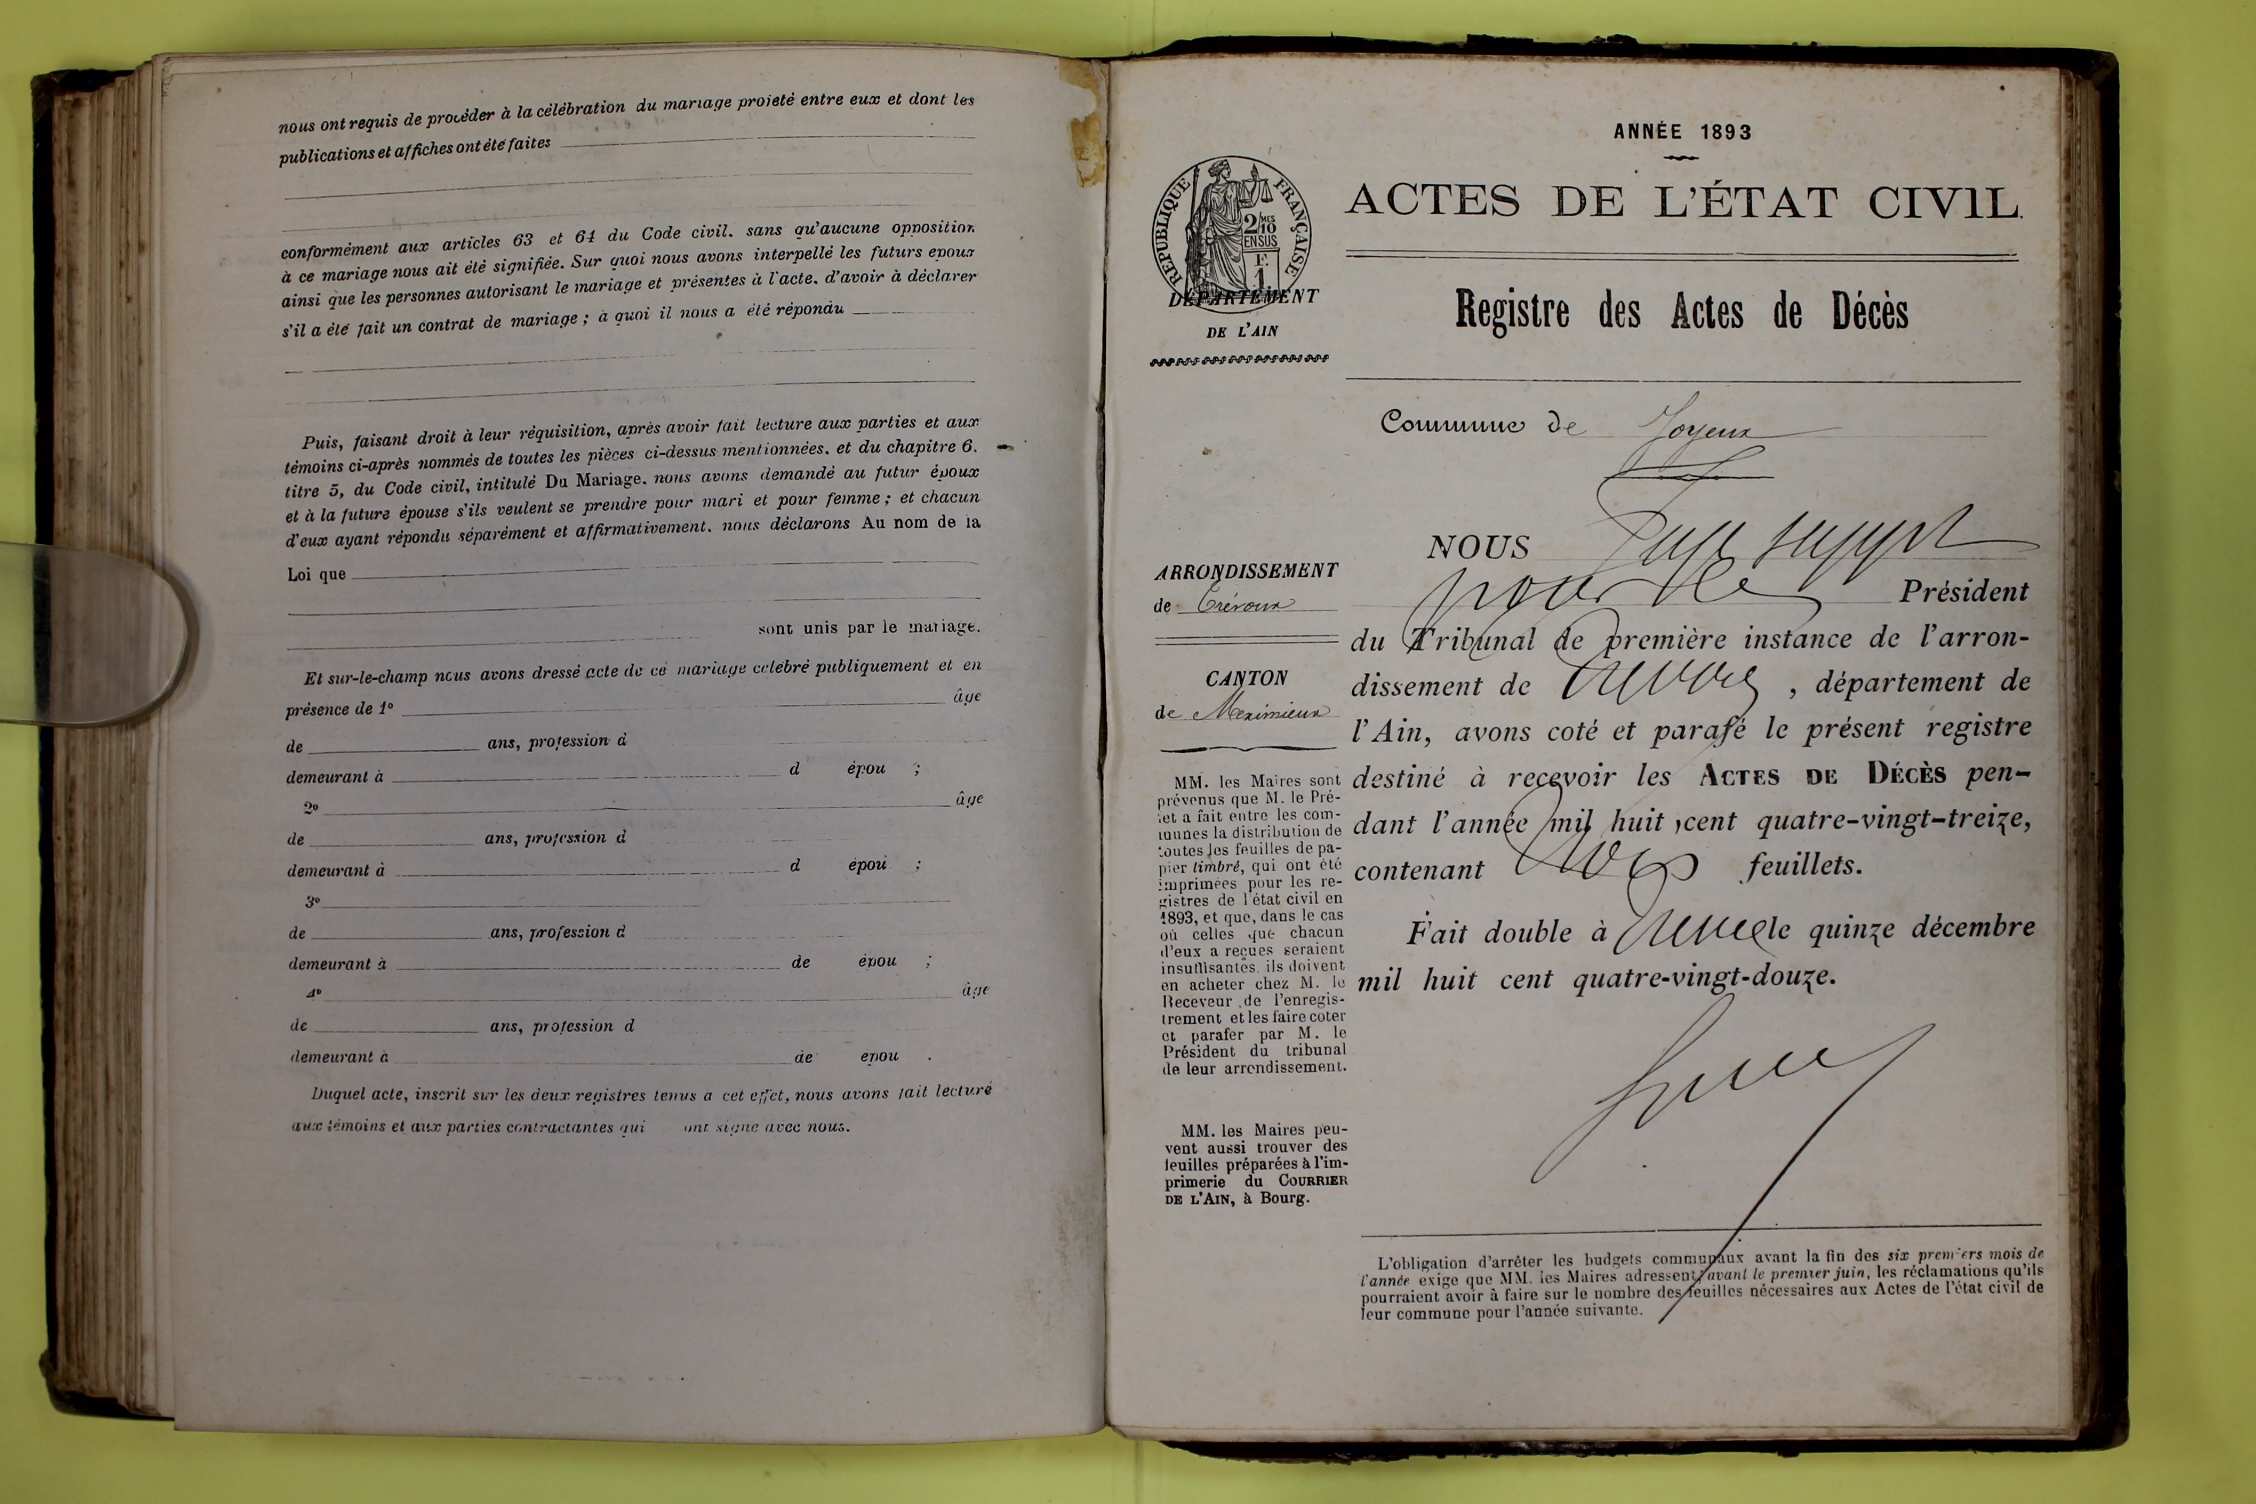 nous ont requis de procéder à la célébration du mariage projeté entre eux et dont les
publications et affiches ont été faites
conformément aux articles 63 et 64 du Code civil. sans qu'aucune opposition
à ce mariage nous ait été signifiée. Sur quoi nous avons interpellé les futurs epoux
ainsi que les personnes autorisant le mariage et présentes à l'acte. d'avoir à déclarer
s'il a été fait un contrat de mariage ; à quoi il nous a été répondu
Puis, faisant droit à leur réquisition, après avoir fait lecture aux parties et aux
témoins ci-après nommés de toutes les pièces ci-dessus mentionnées. et du chapitre 6.
titre 5, du Code civil, intitulé Du Mariage. nous avons demandé au futur époux
et à la future épouse s'ils veulent se prendre pour mari et pour femme ; et chacun
d'eux ayant répondu séparément et affirmativement. nous déclarons Au nom de la
Loi que
sont unis par le mariage.
Et sur-le-champ nous avons dressé acte de ce mariage celebré publiquement et en
présence de 1° âge
de ans, profession d
demeurant à d épou ;
2° âge
de ans, profession d
demeurant à d epou ;
3°
de ans, profession d
demeurant à de épou ;
4° âge
de ans, profession d
demeurant à de epou .
Duquel acte, inscrit sur les deux registres tenus a cet effet, nous avons fait lecture
aux témoins et aux parties contractantes qui ont signé avec nous.
ANNÉE 1893
RÉPUBLIQUE FRANÇAISE
2 MES
10
EN SUS
F.
1
ACTES DE L'ÉTAT CIVIL.
DÉPARTEMENT
DE L'AIN
Registre des Actes de Décès
Commune de Joyeux
ARRONDISSEMENT
de Trévoux
CANTON
de Meximieux
MM. les Maires sont
prévenus que M. le Pré-
fet a fait entre les com-
munes la distribution de
toutes les feuilles de pa-
pier timbré, qui ont été
imprimées pour les re-
gistres de l'état civil en
1893, et que, dans le cas
où celles que chacun
d'eux a reçues seraient
insuffisantes, ils doivent
en acheter chez M. le
Receveur de l'enregis-
trement et les faire coter
et parafer par M. le
Président du tribunal
de leur arrondissement.
MM. les Maires peu-
vent aussi trouver des
feuilles préparées à l'im-
primerie du COURRIER
DE L'AIN, à Bourg.
NOUS Juge suppt
pour le Président
du Tribunal de première instance de l'arron-
dissement de Trévoux, département de
l'Ain, avons coté et parafé le présent registre
destiné à recevoir les ACTES DE DÉCÈS pen-
dant l'année mil huit cent quatre-vingt-treize,
contenant trois feuillets.
Fait double à Trévoux le quinze décembre
mil huit cent quatre-vingt-douze.
L'obligation d'arrêter les budgets communaux avant la fin des six premiers mois de
l'année exige que MM. les Maires adressent, avant le premier juin, les réclamations qu'ils
pourraient avoir à faire sur le nombre des feuilles nécessaires aux Actes de l'état civil de
leur commune pour l'année suivante.